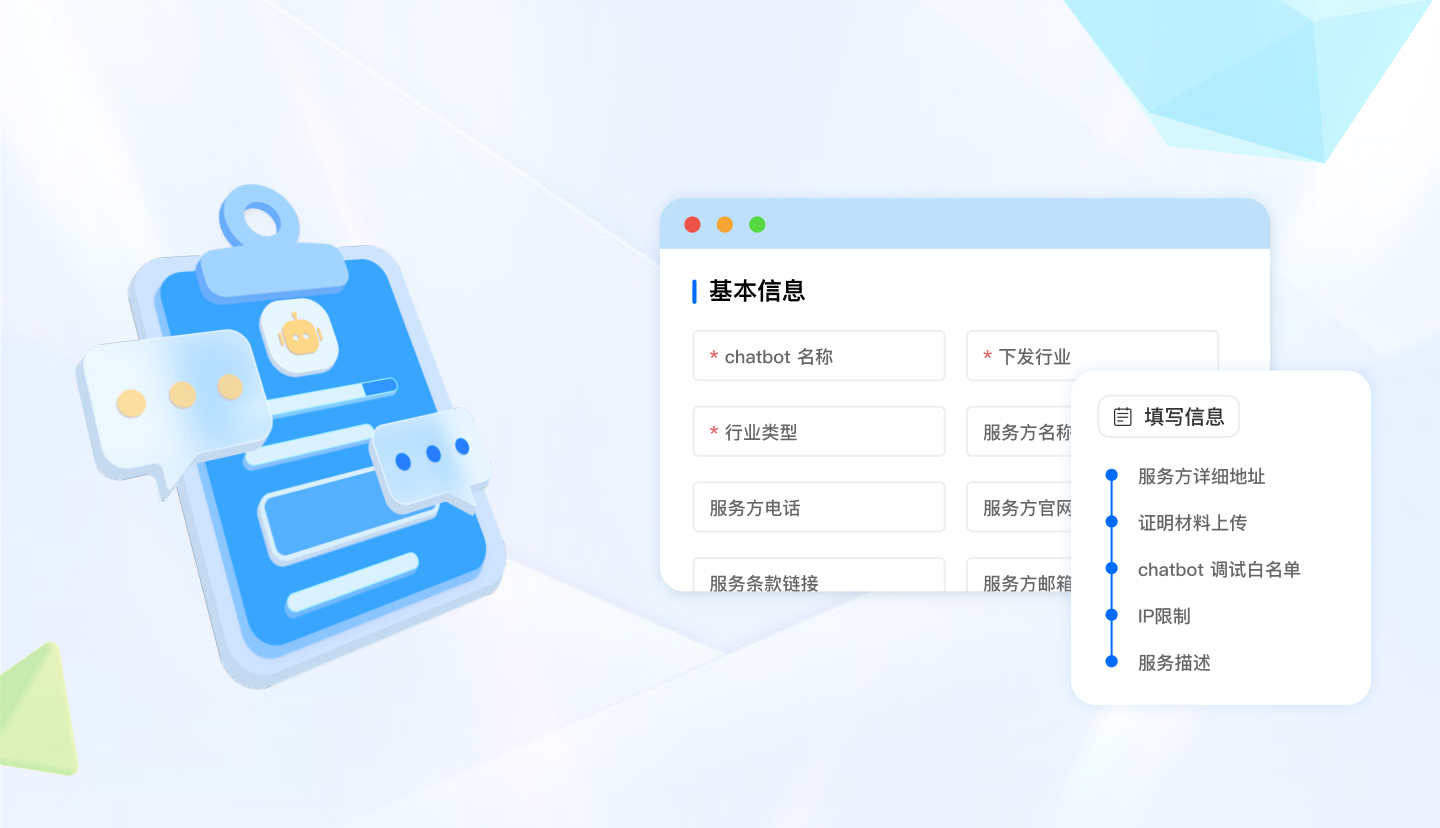 基本信息
* chatbot 名称
* 下发行业
* 行业类型
服务方名称
服务方电话
服务方官网
服务条款链接
服务方邮箱
填写信息
服务方详细地址
证明材料上传
chatbot 调试白名单
IP限制
服务描述